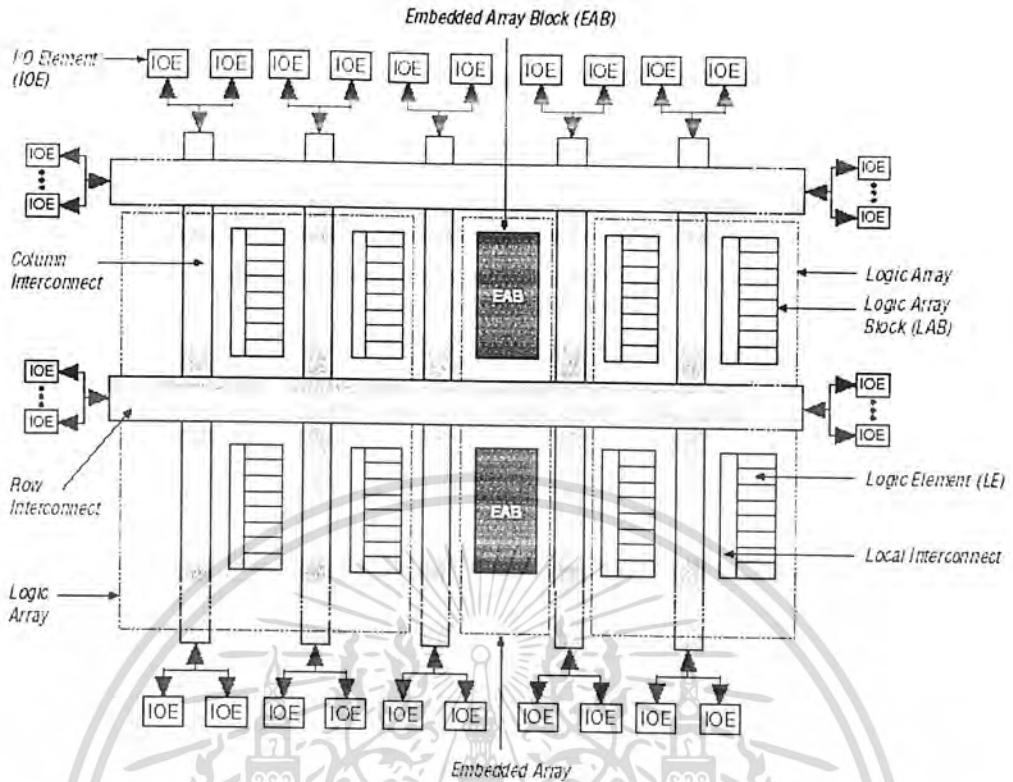 Embedded Array Block (EAB)
I/O Element
(IOE)
IOE IOE IOE IOE IOE IOE IOE IOE IOE IOE
IOE IOE
IOE IOE
Column
Interconnect
EAB
Logic Array
Logic Array
Block (LAB)
IOE IOE
IOE IOE
Row
Interconnect
EAB
Logic Element (LE)
Local Interconnect
Logic
Array
IOE IOE IOE IOE IOE IOE IOE IOE IOE IOE
Embedded Array